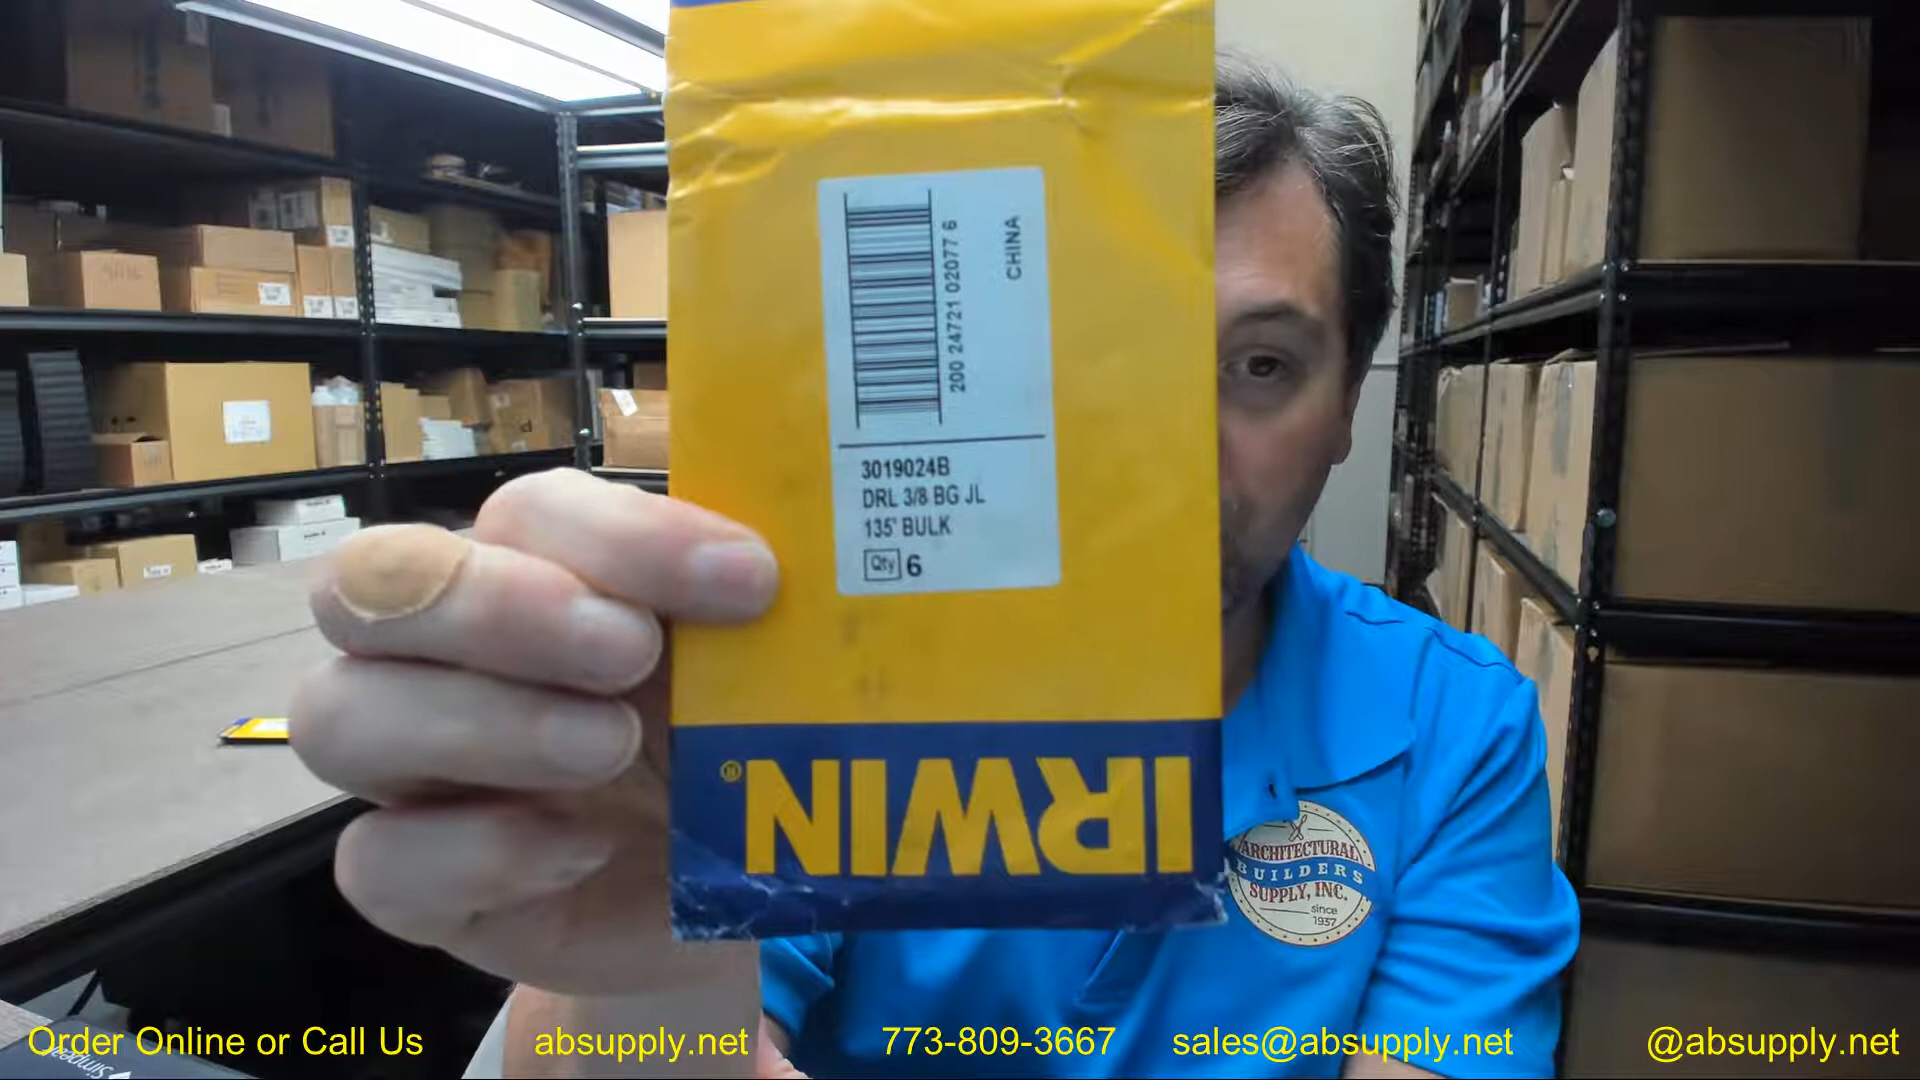 200 24721 02077 6
CHINA
3019024B
DRL 3/8 BG JL
135° BULK
Qty 6
IRWIN®
ARCHITECTURAL
BUILDERS
SUPPLY, INC.
since
1937
Order Online or Call Us absupply.net 773-809-3667 sales@absupply.net @absupply.net